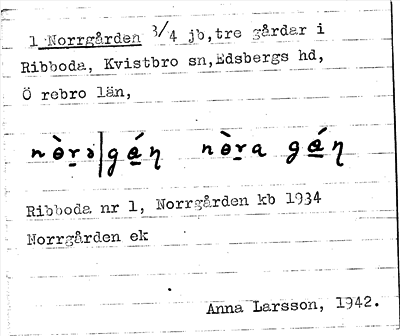 1 Norrgården 3/4 jb, tre gårdar i
Ribboda, Kvistbro sn, Edsbergs hd,
Ö rebro län,
Ribboda nr 1, Norrgården kb 1934
Norrgården ek
Anna Larsson, 1942.